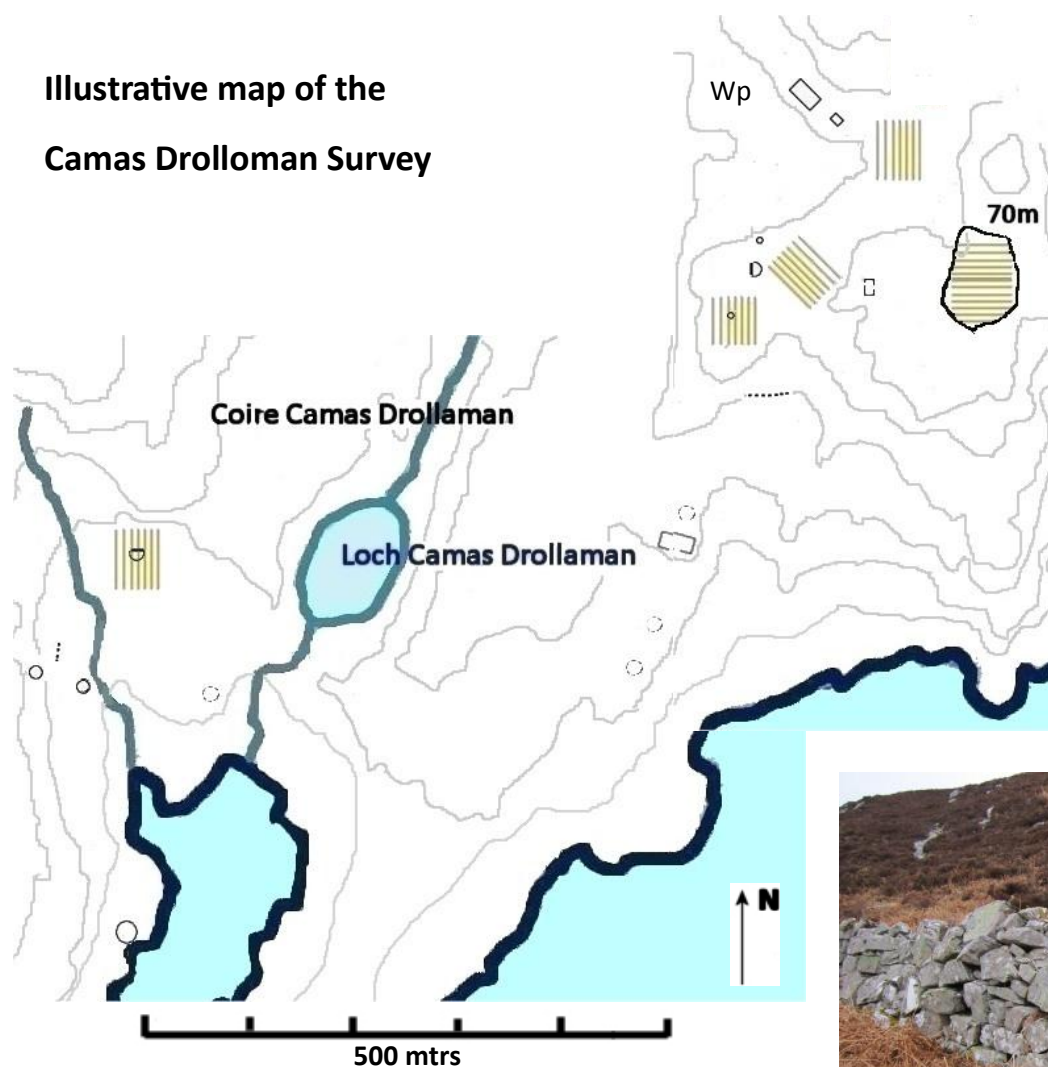 Illustrative map of the
Camas Drolloman Survey
Wp
70m
Coire Camas Drollaman
Loch Camas Drollaman
N
500 mtrs